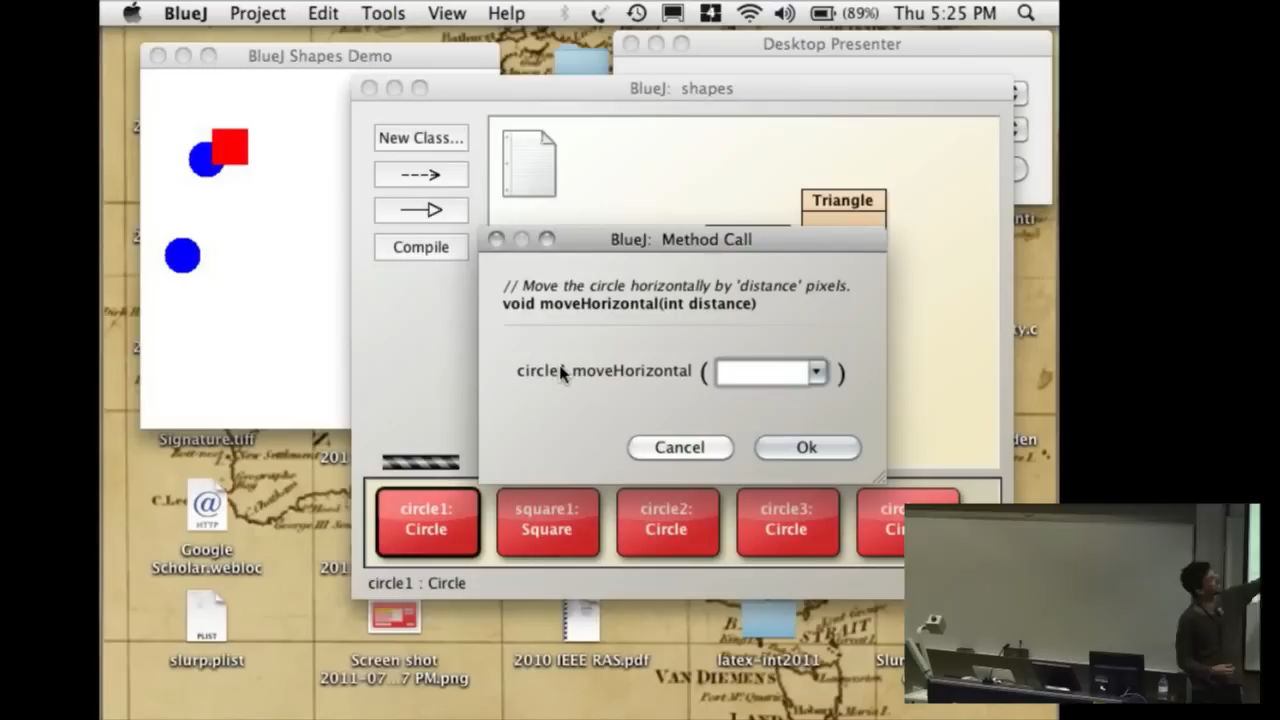 BlueJ Project Edit Tools View Help (89%) Thu 5:25 PM
BlueJ Shapes Demo
Desktop Presenter
BlueJ: shapes
New Class...
Compile
Triangle
BlueJ: Method Call
// Move the circle horizontally by 'distance' pixels.
void moveHorizontal(int distance)
circle1.moveHorizontal ( )
Cancel
Ok
circle1:
Circle
square1:
Square
circle2:
Circle
circle3:
Circle
circle1 : Circle
Signature.tiff
HTTP
Google
Scholar.webloc
PLIST
slurp.plist
Screen shot
2011-07...7 PM.png
2010 IEEE RAS.pdf
latex-int2011
STRAIT
VAN DIEMENS